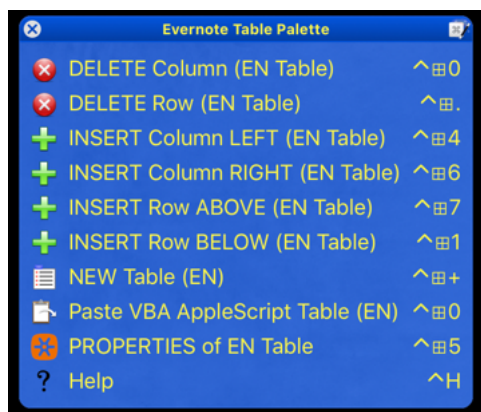 Evernote Table Palette
DELETE Column (EN Table) ^⊞0
DELETE Row (EN Table) ^⊞.
INSERT Column LEFT (EN Table) ^⊞4
INSERT Column RIGHT (EN Table) ^⊞6
INSERT Row ABOVE (EN Table) ^⊞7
INSERT Row BELOW (EN Table) ^⊞1
NEW Table (EN) ^⊞+
Paste VBA AppleScript Table (EN) ^⊞0
PROPERTIES of EN Table ^⊞5
? Help ^H